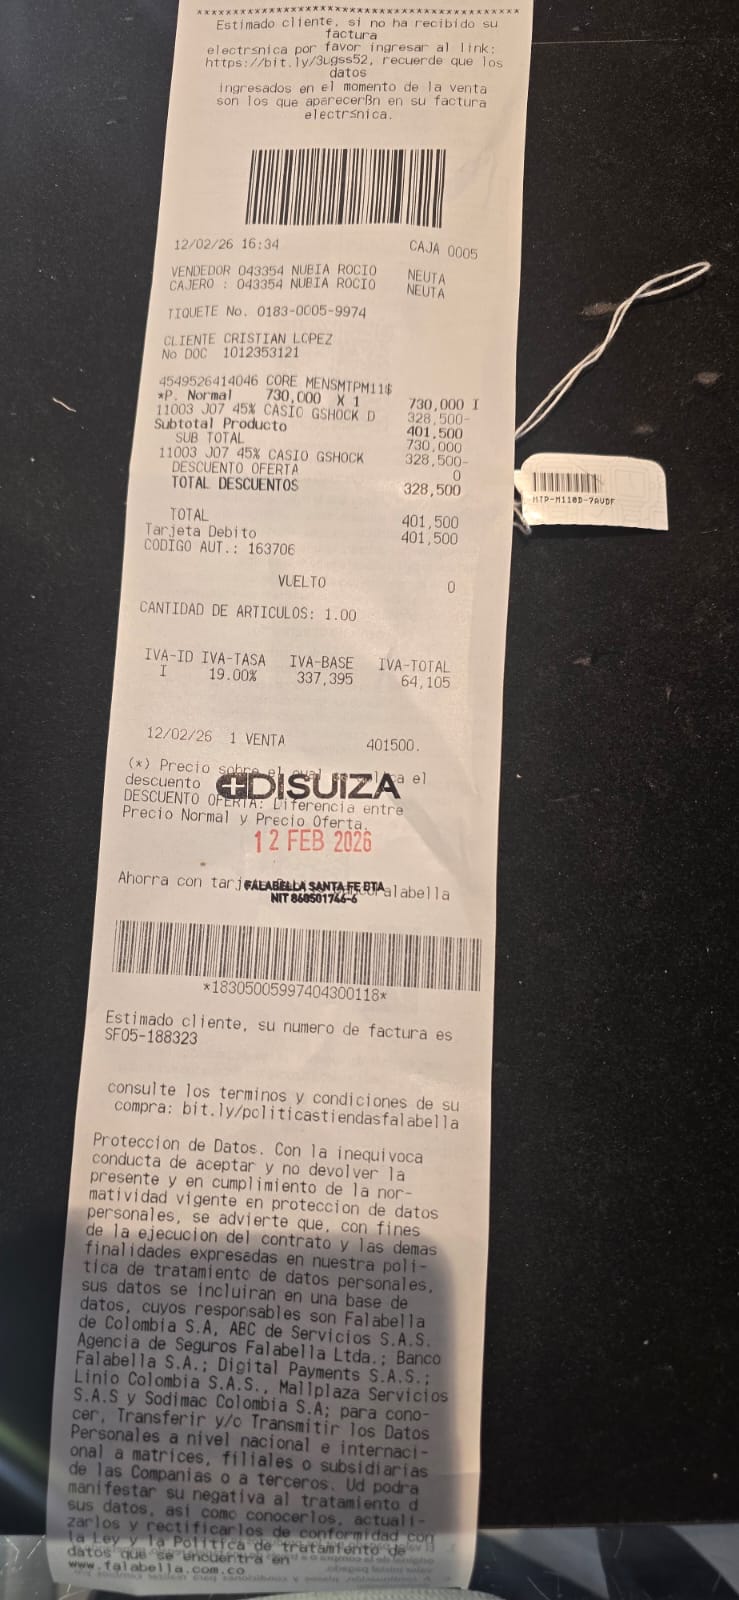 ****************************************
Estimado cliente, si no ha recibido su
factura
electrsnica por favor ingresar al link:
https://bit.ly/3ugss52, recuerde que los
datos
ingresados en el momento de la venta
son los que aparecerßn en su factura
electrsnica.
12/02/26 16:34 CAJA 0005
VENDEDOR 043354 NUBIA ROCIO NEUTA
CAJERO : 043354 NUBIA ROCIO NEUTA
TIQUETE No. 0183-0005-9974
CLIENTE CRISTIAN LOPEZ
No DOC 1012353121
4549526414046 CORE MENSMTPM11$
*P. Normal 730,000 X 1 730,000 I
11003 J07 45% CASIO GSHOCK D 328,500-
Subtotal Producto 401,500
SUB TOTAL 730,000
11003 J07 45% CASIO GSHOCK 328,500-
DESCUENTO OFERTA 0
TOTAL DESCUENTOS 328,500
TOTAL 401,500
Tarjeta Debito 401,500
CODIGO AUT.: 163706
VUELTO 0
CANTIDAD DE ARTICULOS: 1.00
IVA-ID IVA-TASA IVA-BASE IVA-TOTAL
I 19.00% 337,395 64,105
12/02/26 1 VENTA 401500.
(*) Precio sobre el cual se aplica el
descuento
DISUIZA
DESCUENTO OFERTA: Diferencia entre
Precio Normal y Precio Oferta.
12 FEB 2026
Ahorra con alabella
FALABELLA SANTA FE BTA
NIT 860501746-6
*18305005997404300118*
Estimado cliente, su numero de factura es
SF05-188323
consulte los terminos y condiciones de su
compra: bit.ly/politicastiendasfalabella
Proteccion de Datos. Con la inequivoca
conducta de aceptar y no devolver la
presente y en cumplimiento de la nor-
matividad vigente en proteccion de datos
personales, se advierte que, con fines
de la ejecucion del contrato y las demas
finalidades expresadas en nuestra poli-
tica de tratamiento de datos personales,
sus datos se incluiran en una base de
datos, cuyos responsables son Falabella
de Colombia S.A, ABC de Servicios S.A.S.
Agencia de Seguros Falabella Ltda.; Banco
Falabella S.A.; Digital Payments S.A.S.;
Linio Colombia S.A.S., Mallplaza Servicios
S.A.S y Sodimac Colombia S.A; para cono-
cer, Transferir y/o Transmitir los Datos
Personales a nivel nacional e internaci-
onal a matrices, filiales o subsidiarias
de las Companias o a terceros. Ud podra
manifestar su negativa al tratamiento d
sus datos, asi como conocerlos, actuali-
zarlos y rectificarlos de conformidad con
la Ley y la Politica de tratamiento de
datos que se encuentra en
www.falabella.com.co
MTP-M110D-7AVDF